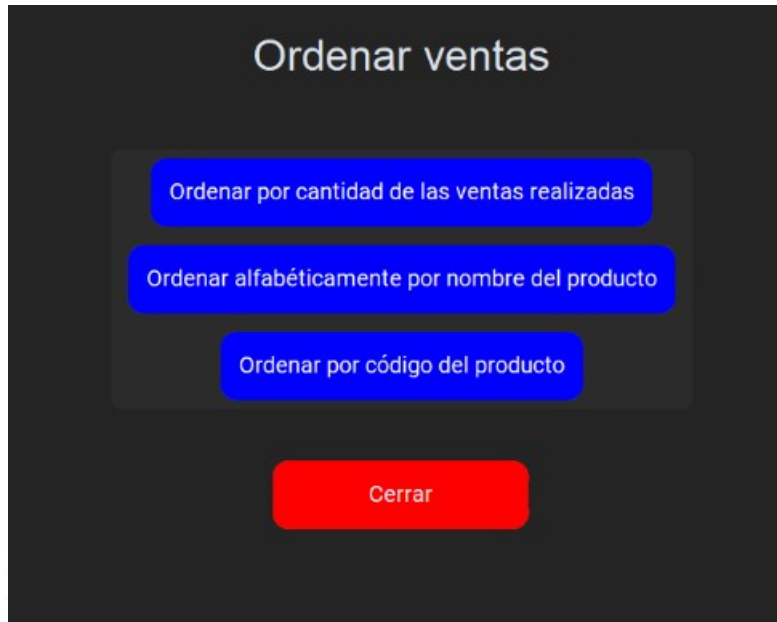 Ordenar ventas
Ordenar por cantidad de las ventas realizadas
Ordenar alfabéticamente por nombre del producto
Ordenar por código del producto
Cerrar